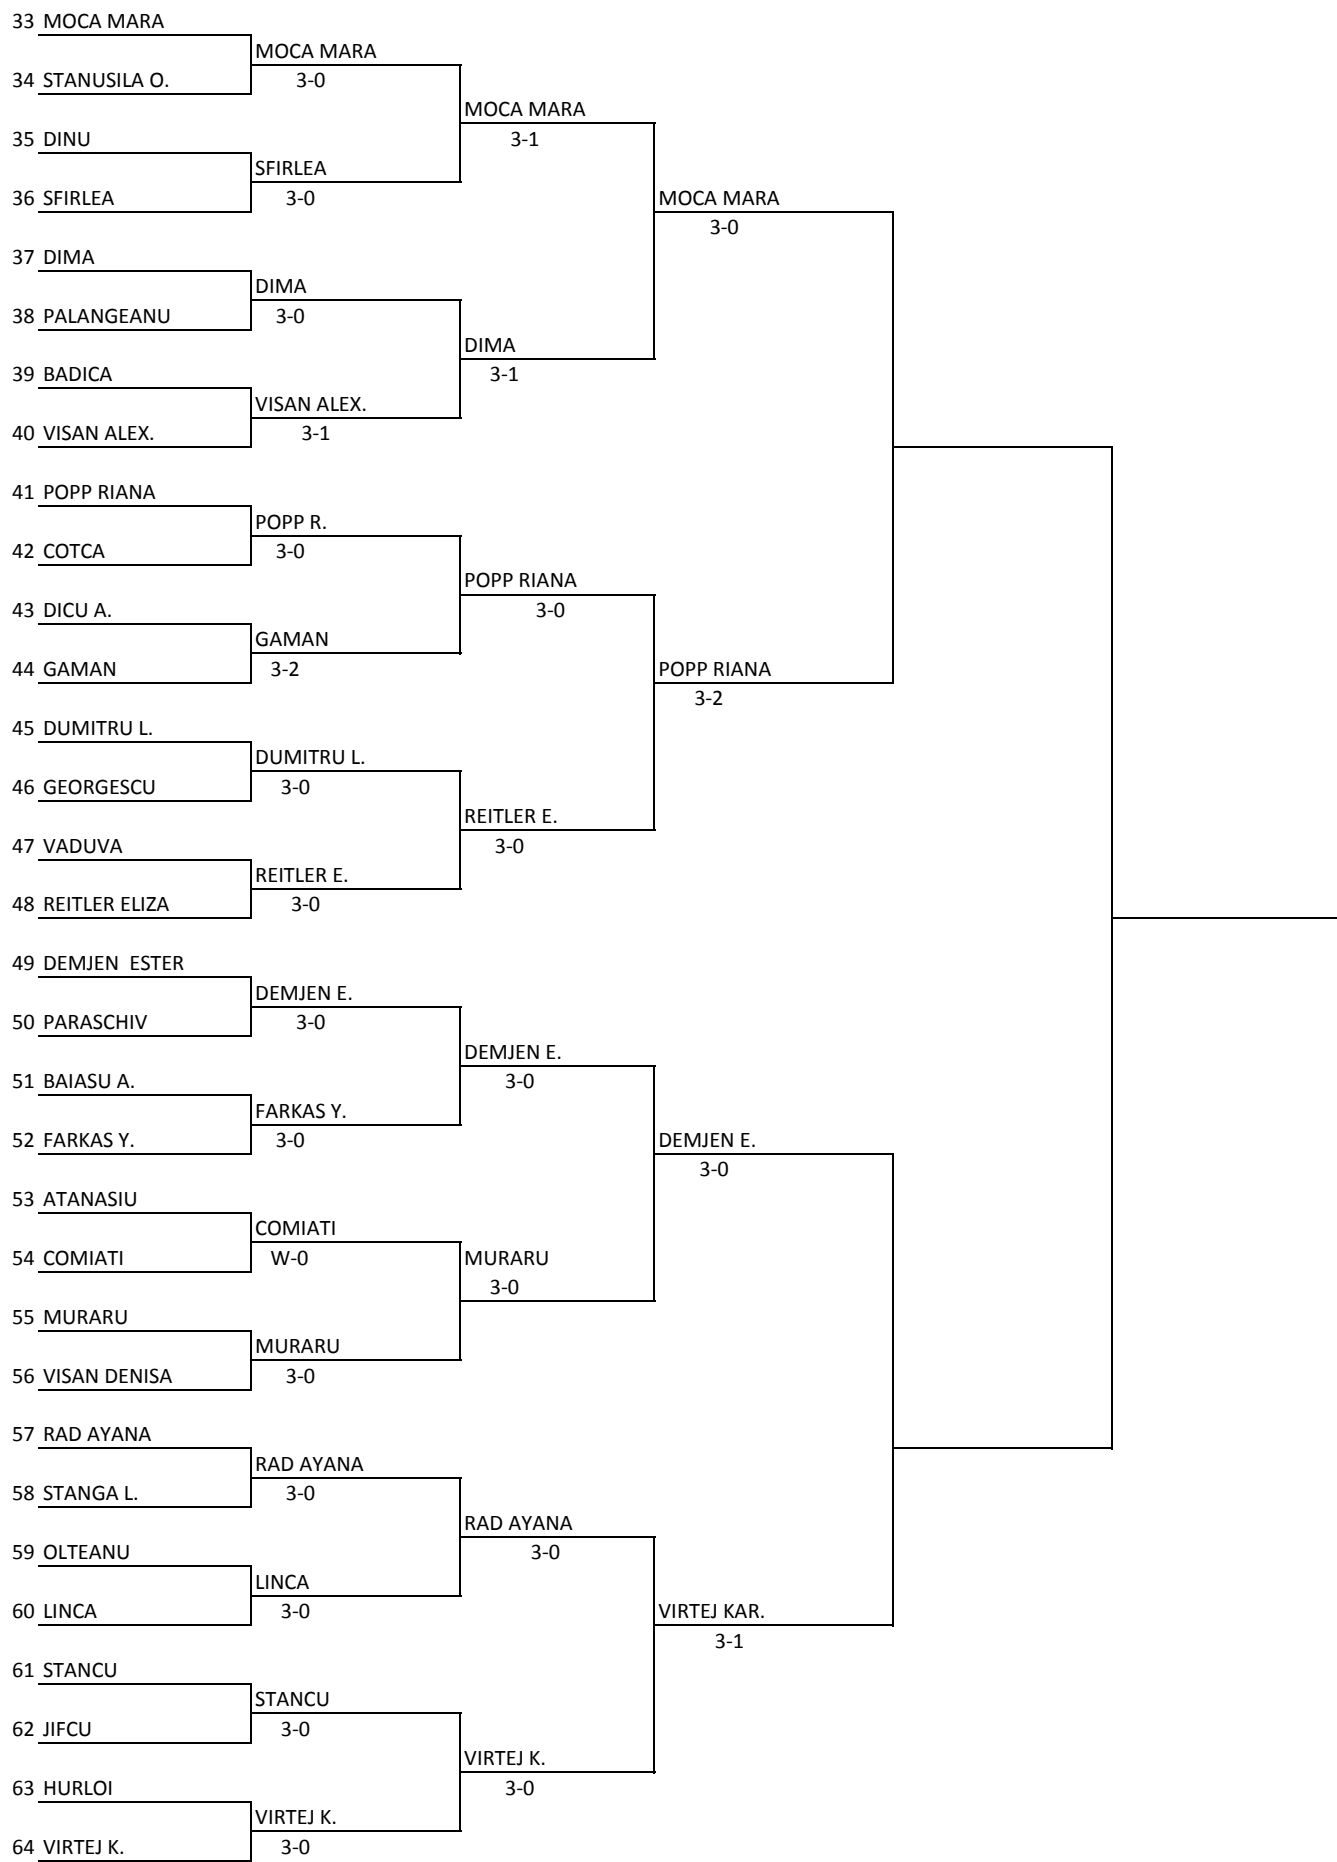 33 MOCA MARA
MOCA MARA
34 STANUSILA O.
3-0
MOCA MARA
35 DINU
3-1
SFIRLEA
36 SFIRLEA
3-0
MOCA MARA
3-0
37 DIMA
DIMA
38 PALANGEANU
3-0
DIMA
39 BADICA
3-1
VISAN ALEX.
40 VISAN ALEX.
3-1
41 POPP RIANA
POPP R.
42 COTCA
3-0
POPP RIANA
43 DICU A.
3-0
GAMAN
44 GAMAN
3-2
POPP RIANA
3-2
45 DUMITRU L.
DUMITRU L.
46 GEORGESCU
3-0
REITLER E.
47 VADUVA
3-0
REITLER E.
48 REITLER ELIZA
3-0
49 DEMJEN  ESTER
DEMJEN E.
50 PARASCHIV
3-0
DEMJEN E.
51 BAIASU A.
3-0
FARKAS Y.
52 FARKAS Y.
3-0
DEMJEN E.
3-0
53 ATANASIU
COMIATI
54 COMIATI
W-0
MURARU
3-0
55 MURARU
MURARU
56 VISAN DENISA
3-0
57 RAD AYANA
RAD AYANA
58 STANGA L.
3-0
RAD AYANA
59 OLTEANU
3-0
LINCA
60 LINCA
3-0
VIRTEJ KAR.
3-1
61 STANCU
STANCU
62 JIFCU
3-0
VIRTEJ K.
63 HURLOI
3-0
VIRTEJ K.
64 VIRTEJ K.
3-0